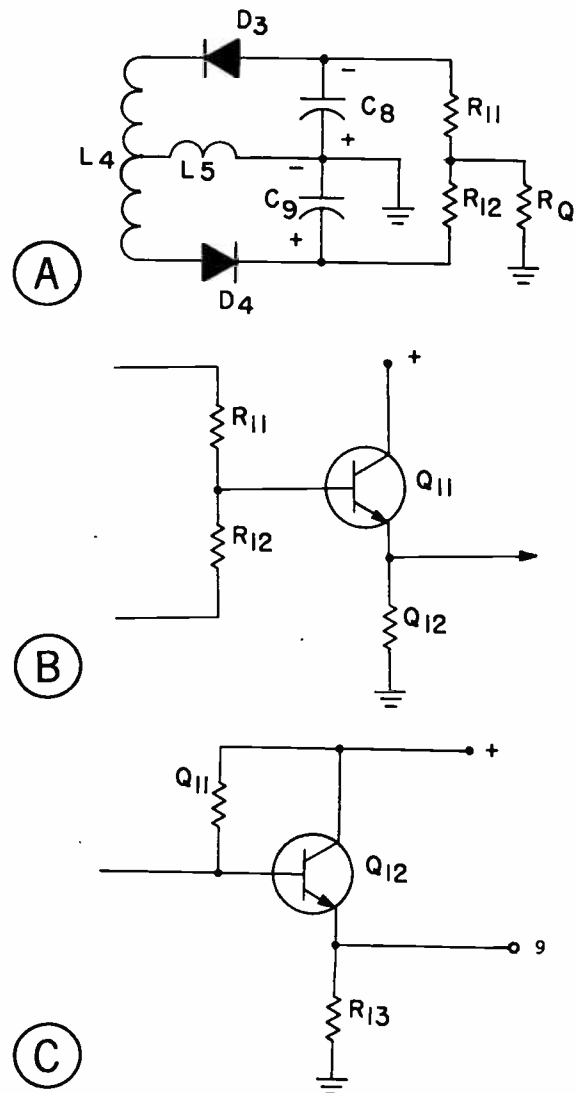 D3
−
C8
R11
+
L4
L5
−
C9
R12
RQ
+
A
D4
+
R11
Q11
R12
Q12
B
+
Q11
Q12
9
R13
C